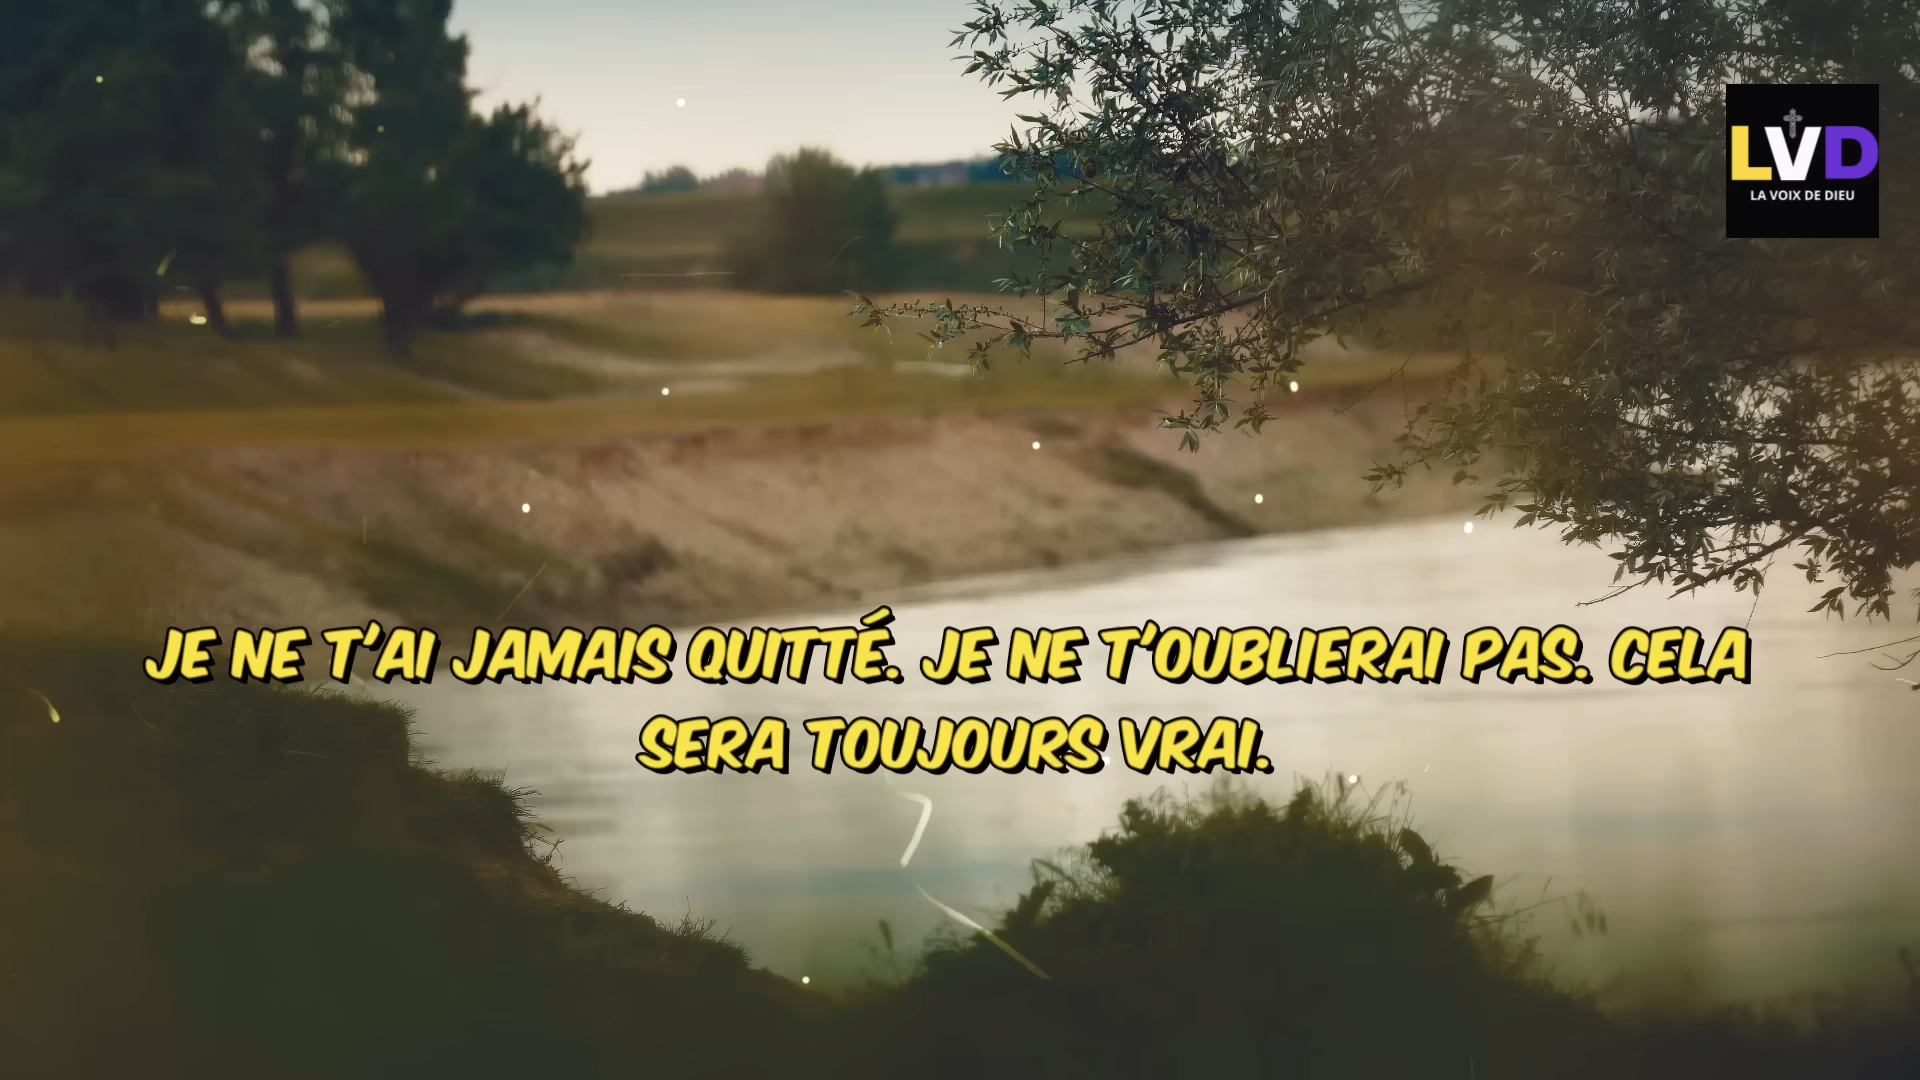 LVD
LA VOIX DE DIEU
JE NE T'AI JAMAIS QUITTÉ. JE NE T'OUBLIERAI PAS. CELA
SERA TOUJOURS VRAI.